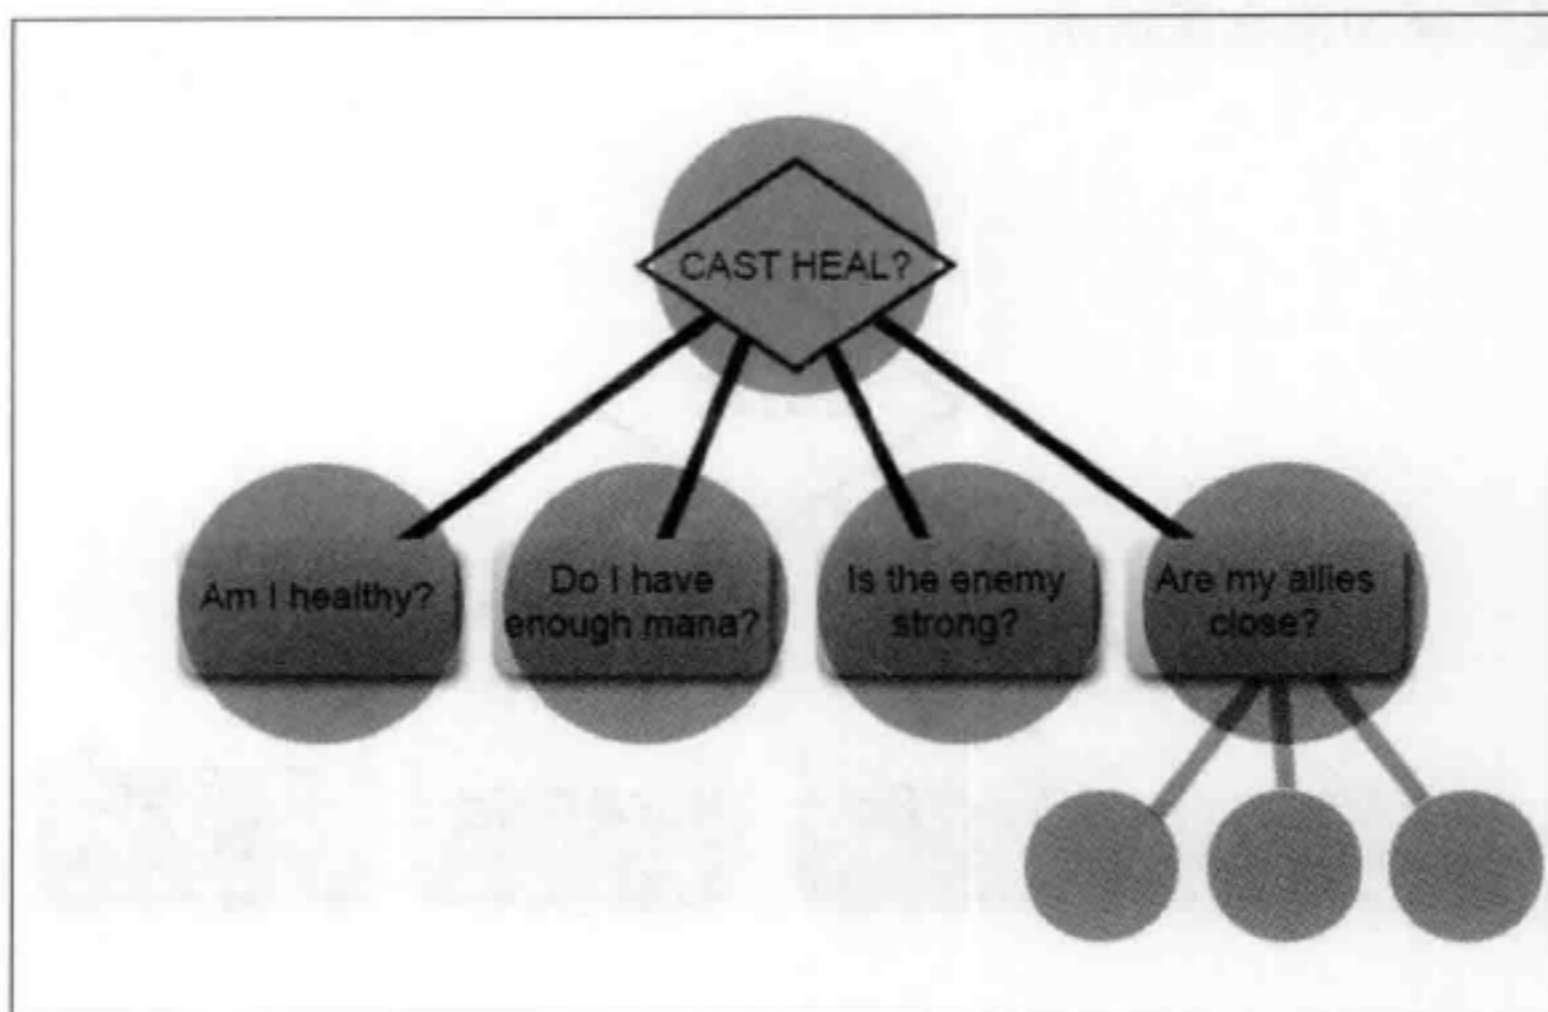 CAST HEAL?
Am I healthy?
Do I have
enough mana?
Is the enemy
strong?
Are my allies
close?